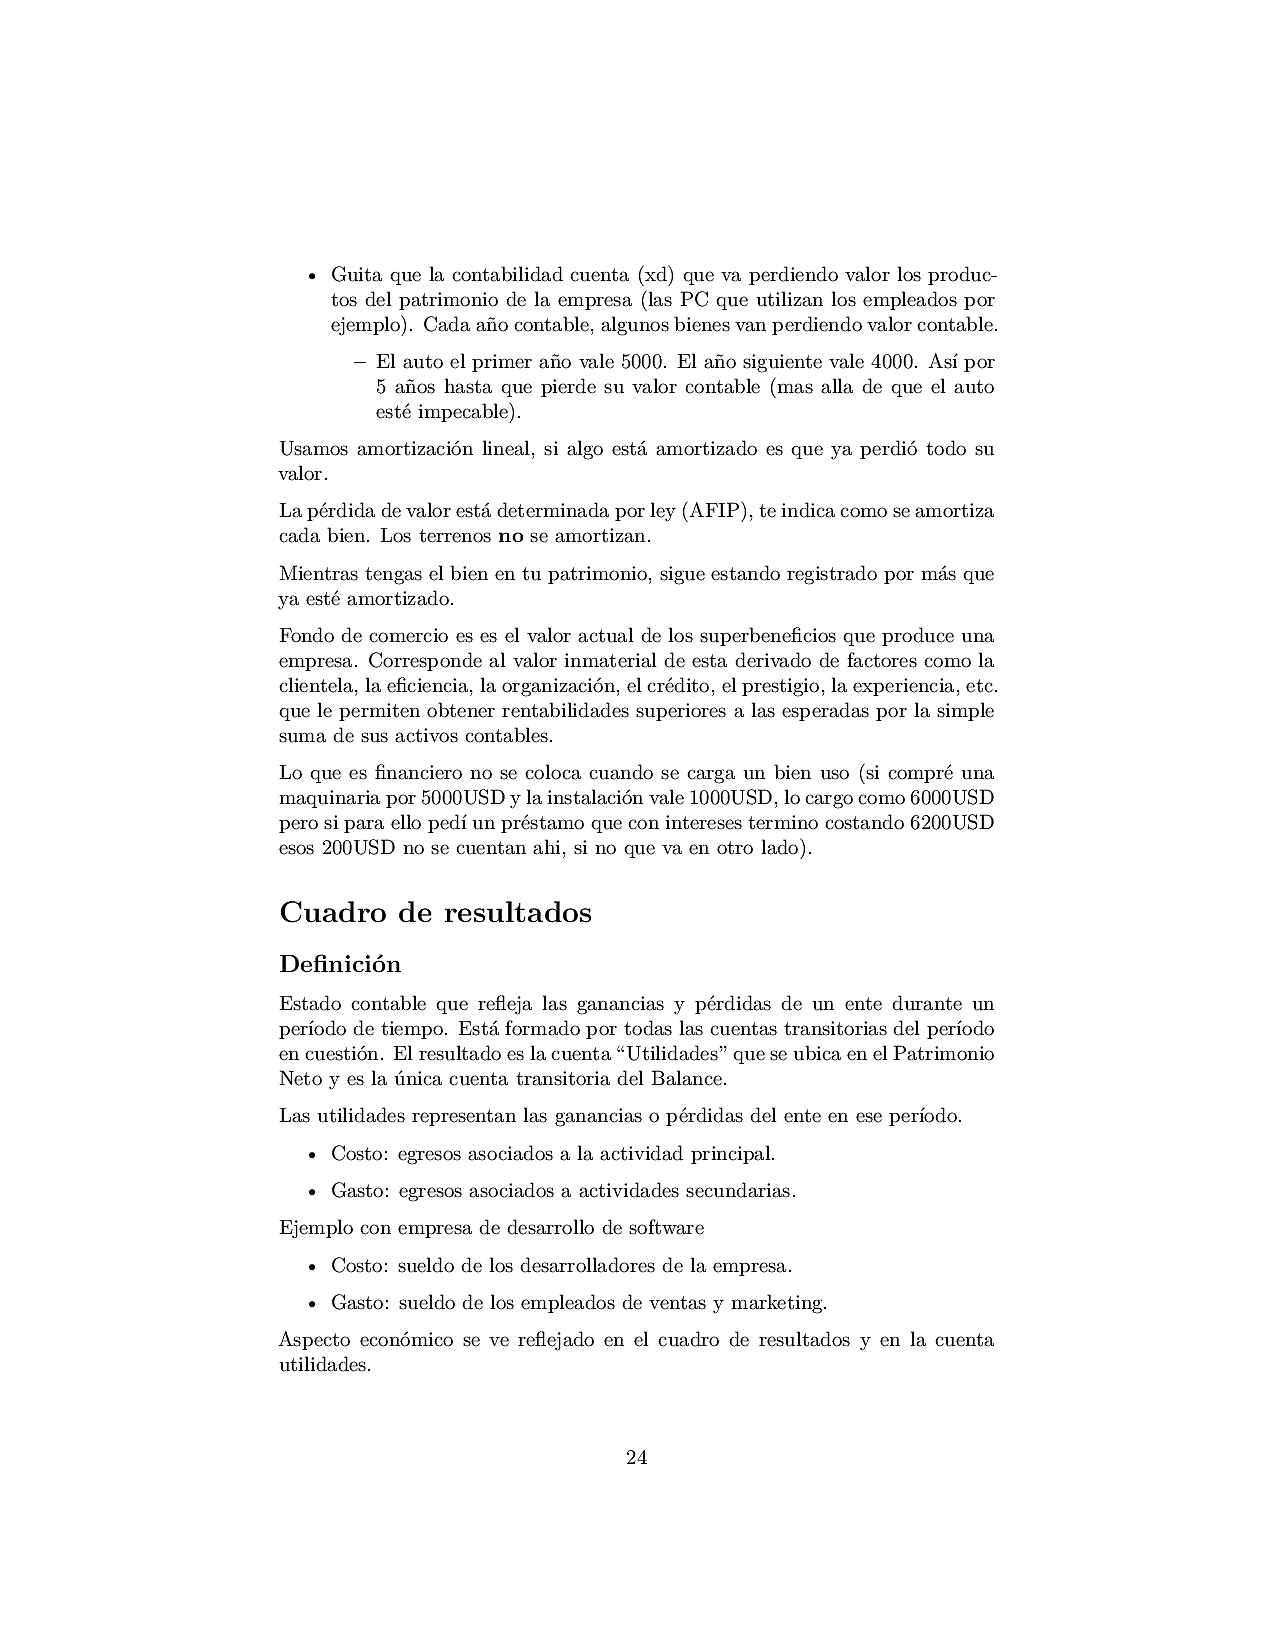 • Guita que la contabilidad cuenta (xd) que va perdiendo valor los produc-
tos del patrimonio de la empresa (las PC que utilizan los empleados por
ejemplo). Cada año contable, algunos bienes van perdiendo valor contable.
– El auto el primer año vale 5000. El año siguiente vale 4000. Así por
5 años hasta que pierde su valor contable (mas alla de que el auto
esté impecable).
Usamos amortización lineal, si algo está amortizado es que ya perdió todo su
valor.
La pérdida de valor está determinada por ley (AFIP), te indica como se amortiza
cada bien. Los terrenos no se amortizan.
Mientras tengas el bien en tu patrimonio, sigue estando registrado por más que
ya esté amortizado.
Fondo de comercio es es el valor actual de los superbeneficios que produce una
empresa. Corresponde al valor inmaterial de esta derivado de factores como la
clientela, la eficiencia, la organización, el crédito, el prestigio, la experiencia, etc.
que le permiten obtener rentabilidades superiores a las esperadas por la simple
suma de sus activos contables.
Lo que es financiero no se coloca cuando se carga un bien uso (si compré una
maquinaria por 5000USD y la instalación vale 1000USD, lo cargo como 6000USD
pero si para ello pedí un préstamo que con intereses termino costando 6200USD
esos 200USD no se cuentan ahi, si no que va en otro lado).
Cuadro de resultados
Definición
Estado contable que refleja las ganancias y pérdidas de un ente durante un
período de tiempo. Está formado por todas las cuentas transitorias del período
en cuestión. El resultado es la cuenta “Utilidades” que se ubica en el Patrimonio
Neto y es la única cuenta transitoria del Balance.
Las utilidades representan las ganancias o pérdidas del ente en ese período.
• Costo: egresos asociados a la actividad principal.
• Gasto: egresos asociados a actividades secundarias.
Ejemplo con empresa de desarrollo de software
• Costo: sueldo de los desarrolladores de la empresa.
• Gasto: sueldo de los empleados de ventas y marketing.
Aspecto económico se ve reflejado en el cuadro de resultados y en la cuenta
utilidades.
24